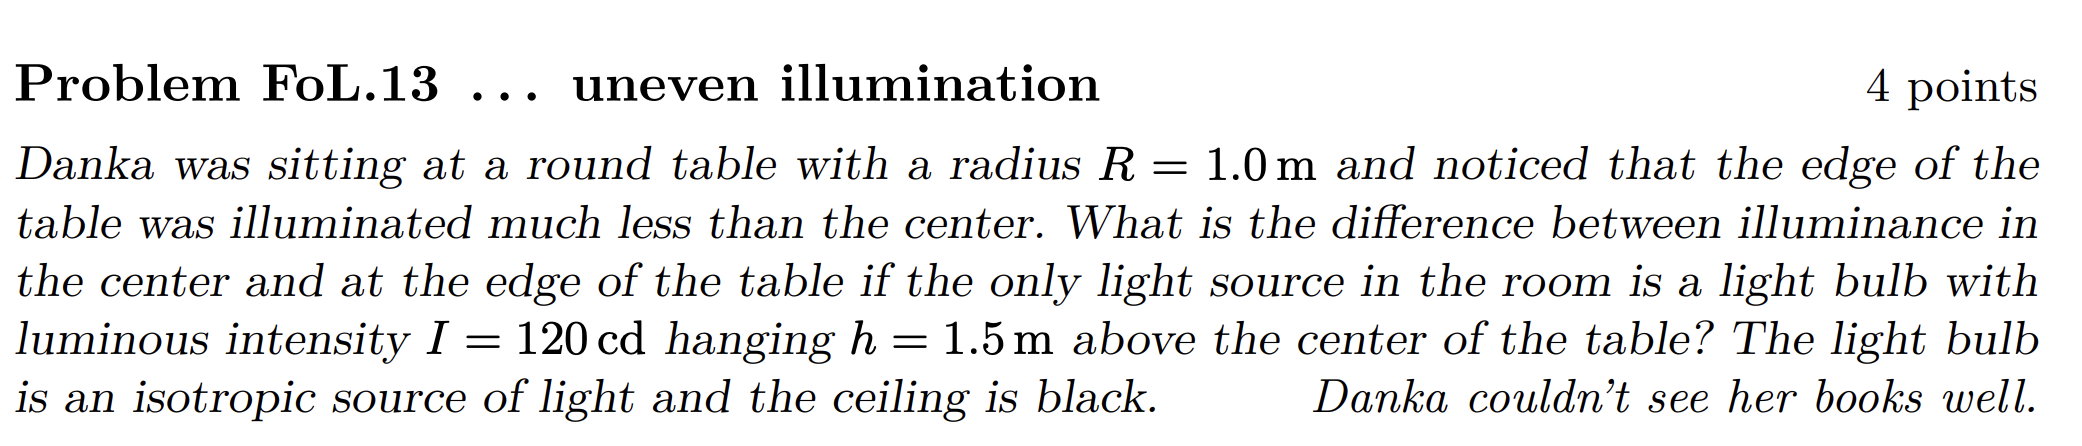 Problem FoL.13 ... uneven illumination 4 points
Danka was sitting at a round table with a radius R = 1.0 m and noticed that the edge of the
table was illuminated much less than the center. What is the difference between illuminance in
the center and at the edge of the table if the only light source in the room is a light bulb with
luminous intensity I = 120 cd hanging h = 1.5 m above the center of the table? The light bulb
is an isotropic source of light and the ceiling is black. Danka couldn't see her books well.